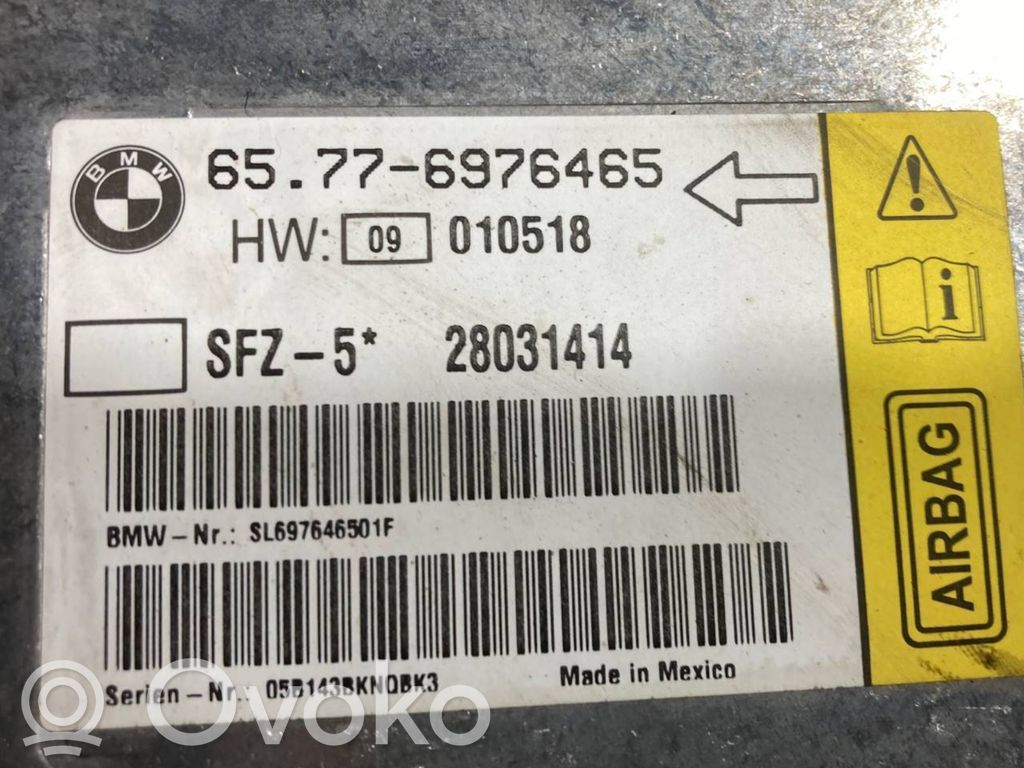 BMW
65.77-6976465
HW: 09 010518
SFZ-5* 28031414
BMW-Nr.: SL697646501F
Serien-Nr.: 05B143BKNQBK3
Made in Mexico
i
AIRBAG
Ovoko